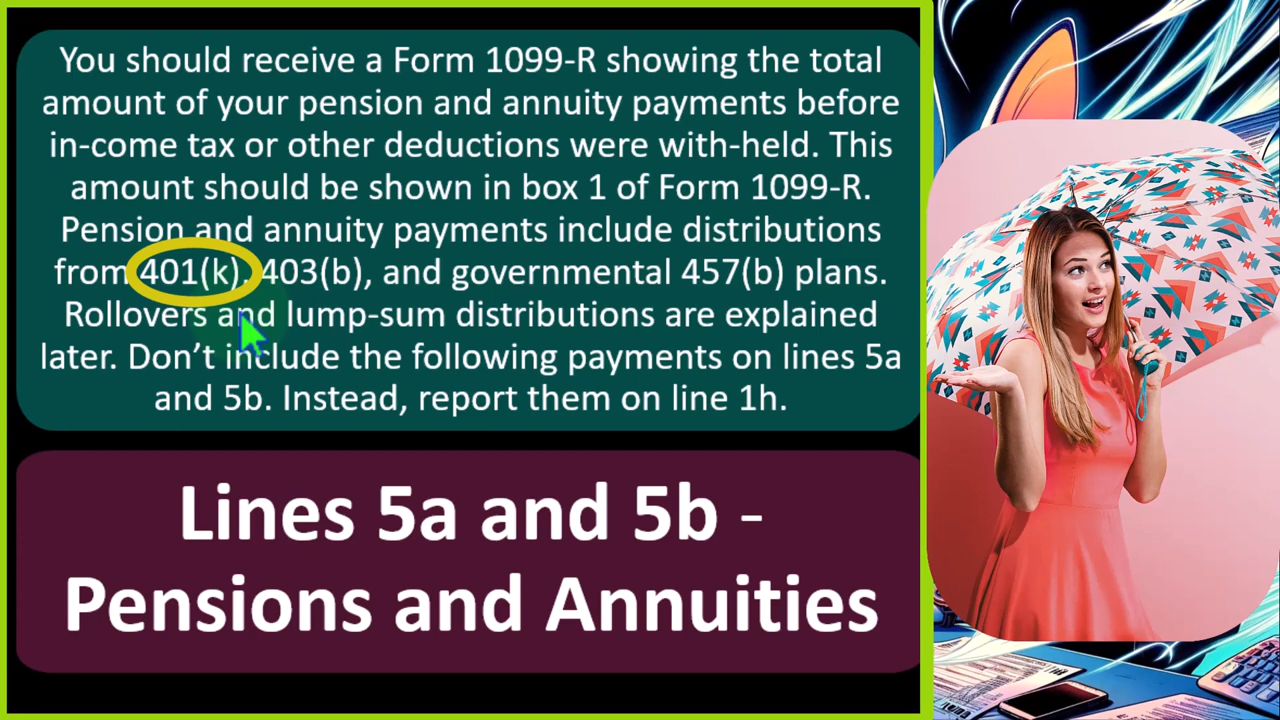 You should receive a Form 1099-R showing the total
amount of your pension and annuity payments before
in-come tax or other deductions were with-held. This
amount should be shown in box 1 of Form 1099-R.
Pension and annuity payments include distributions
from 401(k), 403(b), and governmental 457(b) plans.
Rollovers and lump-sum distributions are explained
later. Don’t include the following payments on lines 5a
and 5b. Instead, report them on line 1h.
Lines 5a and 5b -
Pensions and Annuities